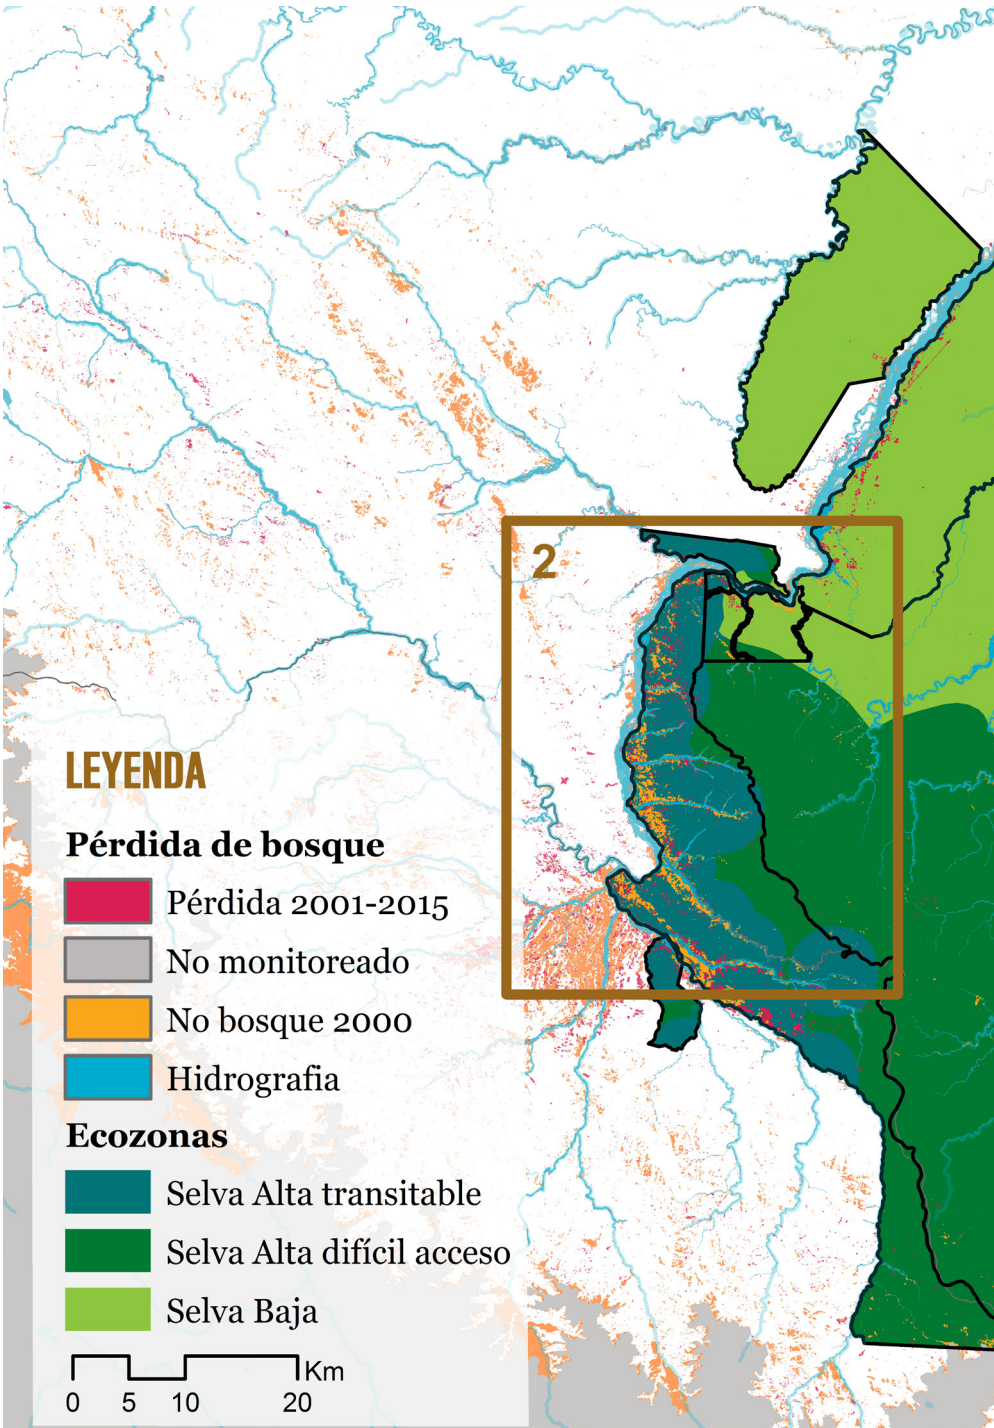 2
LEYENDA
Pérdida de bosque
Pérdida 2001-2015
No monitoreado
No bosque 2000
Hidrografia
Ecozonas
Selva Alta transitable
Selva Alta difícil acceso
Selva Baja
Km
0 5 10 20